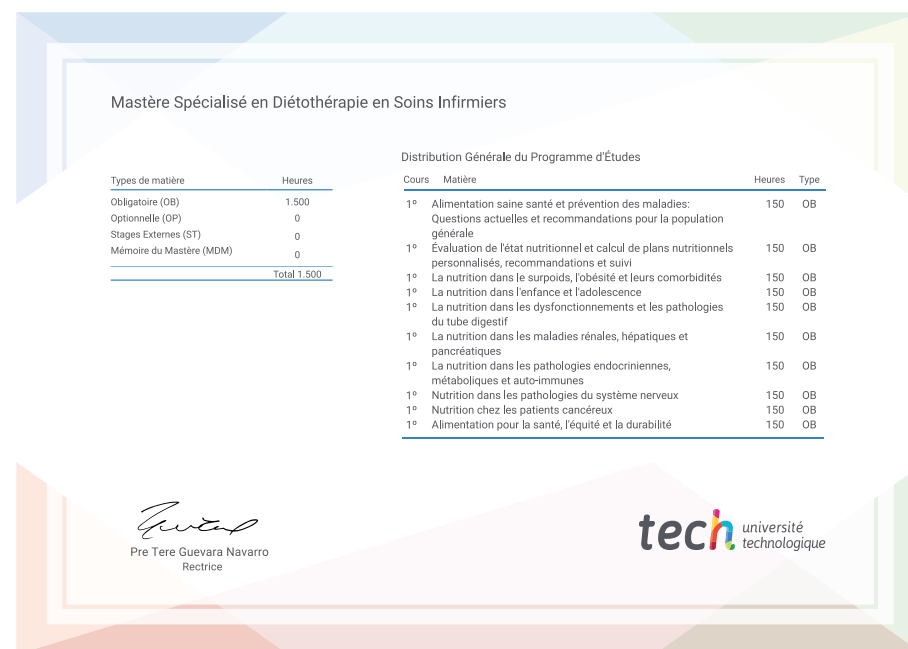 Mastère Spécialisé en Diétothérapie en Soins Infirmiers
Types de matière Heures
Obligatoire (OB) 1.500
Optionnelle (OP) 0
Stages Externes (ST) 0
Mémoire du Mastère (MDM) 0
Total 1.500
Distribution Générale du Programme d'Études
Cours Matière Heures Type
1º Alimentation saine santé et prévention des maladies: 150 OB
Questions actuelles et recommandations pour la population
générale
1º Évaluation de l'état nutritionnel et calcul de plans nutritionnels 150 OB
personnalisés, recommandations et suivi
1º La nutrition dans le surpoids, l'obésité et leurs comorbidités 150 OB
1º La nutrition dans l'enfance et l'adolescence 150 OB
1º La nutrition dans les dysfonctionnements et les pathologies 150 OB
du tube digestif
1º La nutrition dans les maladies rénales, hépatiques et 150 OB
pancréatiques
1º La nutrition dans les pathologies endocriniennes, 150 OB
métaboliques et auto-immunes
1º Nutrition dans les pathologies du système nerveux 150 OB
1º Nutrition chez les patients cancéreux 150 OB
1º Alimentation pour la santé, l'équité et la durabilité 150 OB
Pre Tere Guevara Navarro
Rectrice
tech université
technologique